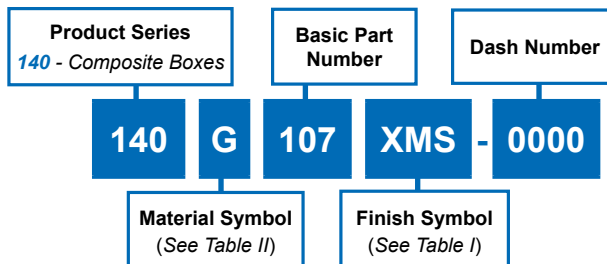 Product Series
140 - Composite Boxes
Basic Part
Number
Dash Number
140 G 107 XMS - 0000
Material Symbol
(See Table II)
Finish Symbol
(See Table I)